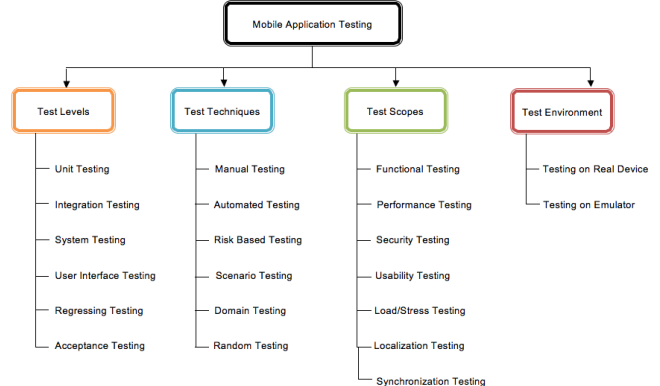 Mobile Application Testing
Test Levels
Test Techniques
Test Scopes
Test Environment
Unit Testing
Integration Testing
System Testing
User Interface Testing
Regressing Testing
Acceptance Testing
Manual Testing
Automated Testing
Risk Based Testing
Scenario Testing
Domain Testing
Random Testing
Functional Testing
Performance Testing
Security Testing
Usability Testing
Load/Stress Testing
Localization Testing
Synchronization Testing
Testing on Real Device
Testing on Emulator